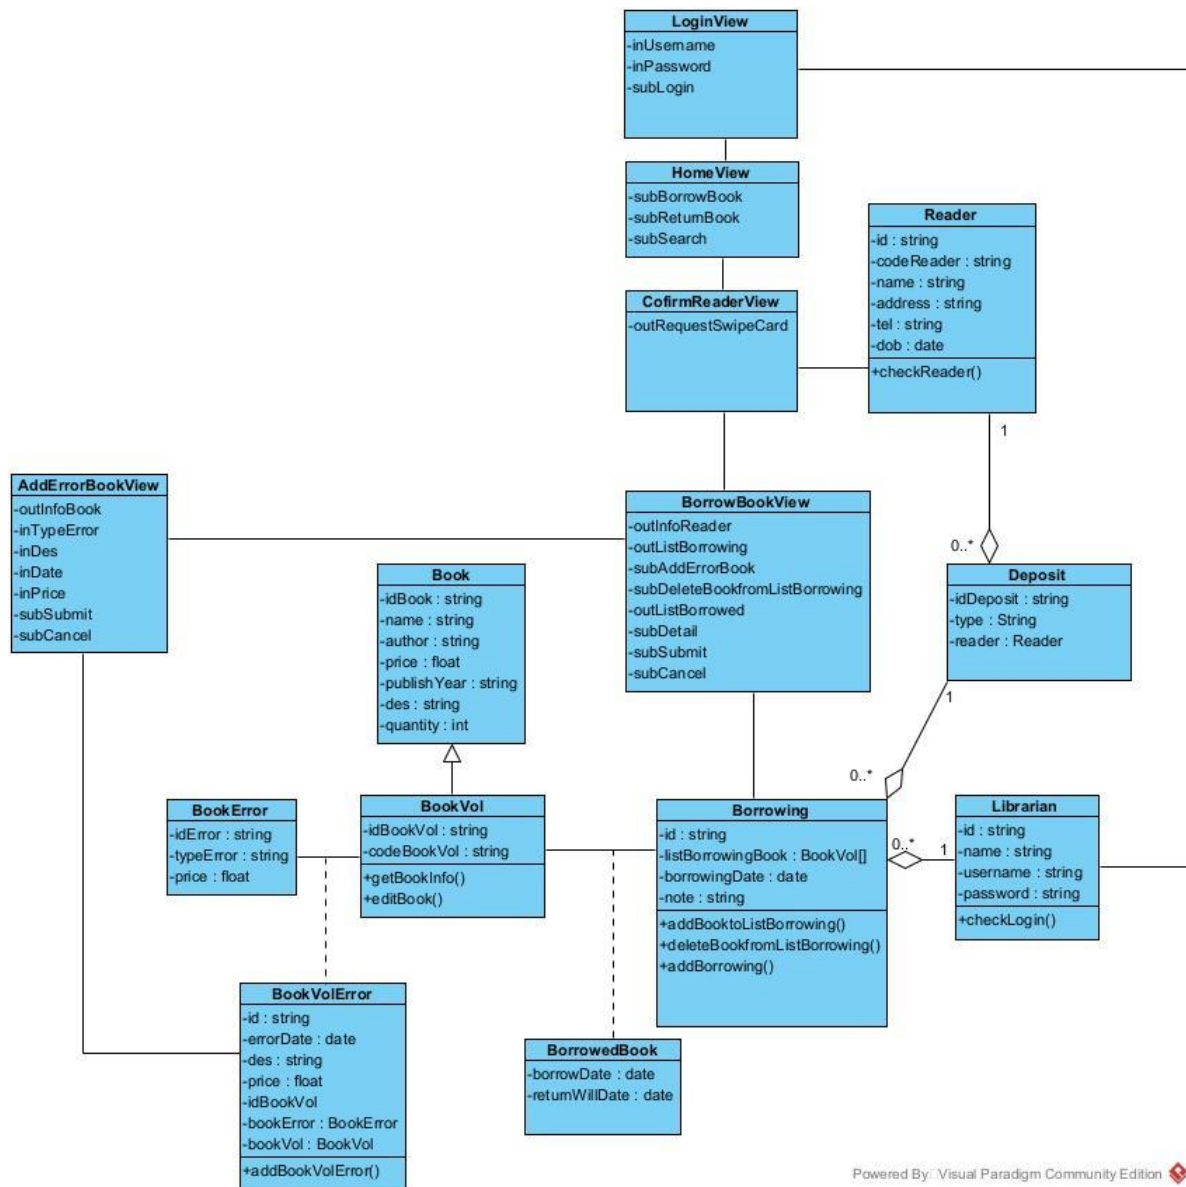 LoginView
-inUsername
-inPassword
-subLogin
HomeView
-subBorrowBook
-subReturnBook
-subSearch
Reader
-id : string
-codeReader : string
-name : string
-address : string
-tel : string
-dob : date
+checkReader()
CofirmReaderView
-outRequestSwipeCard
1
AddErrorBookView
-outInfoBook
-inTypeError
-inDes
-inDate
-inPrice
-subSubmit
-subCancel
BorrowBookView
-outInfoReader
-outListBorrowing
-subAddErrorBook
-subDeleteBookfromListBorrowing
-outListBorrowed
-subDetail
-subSubmit
-subCancel
0..*
Book
-idBook : string
-name : string
-author : string
-price : float
-publishYear : string
-des : string
-quantity : int
Deposit
-idDeposit : string
-type : String
-reader : Reader
1
0..*
BookError
-idError : string
-typeError : string
-price : float
BookVol
-idBookVol : string
-codeBookVol : string
+getBookInfo()
+editBook()
Borrowing
-id : string
-listBorrowingBook : BookVol[]
-borrowingDate : date
-note : string
+addBooktoListBorrowing()
+deleteBookfromListBorrowing()
+addBorrowing()
0..*
1
Librarian
-id : string
-name : string
-username : string
-password : string
+checkLogin()
BookVolError
-id : string
-errorDate : date
-des : string
-price : float
-idBookVol
-bookError : BookError
-bookVol : BookVol
+addBookVolError()
BorrowedBook
-borrowDate : date
-returnWillDate : date
Powered By Visual Paradigm Community Edition